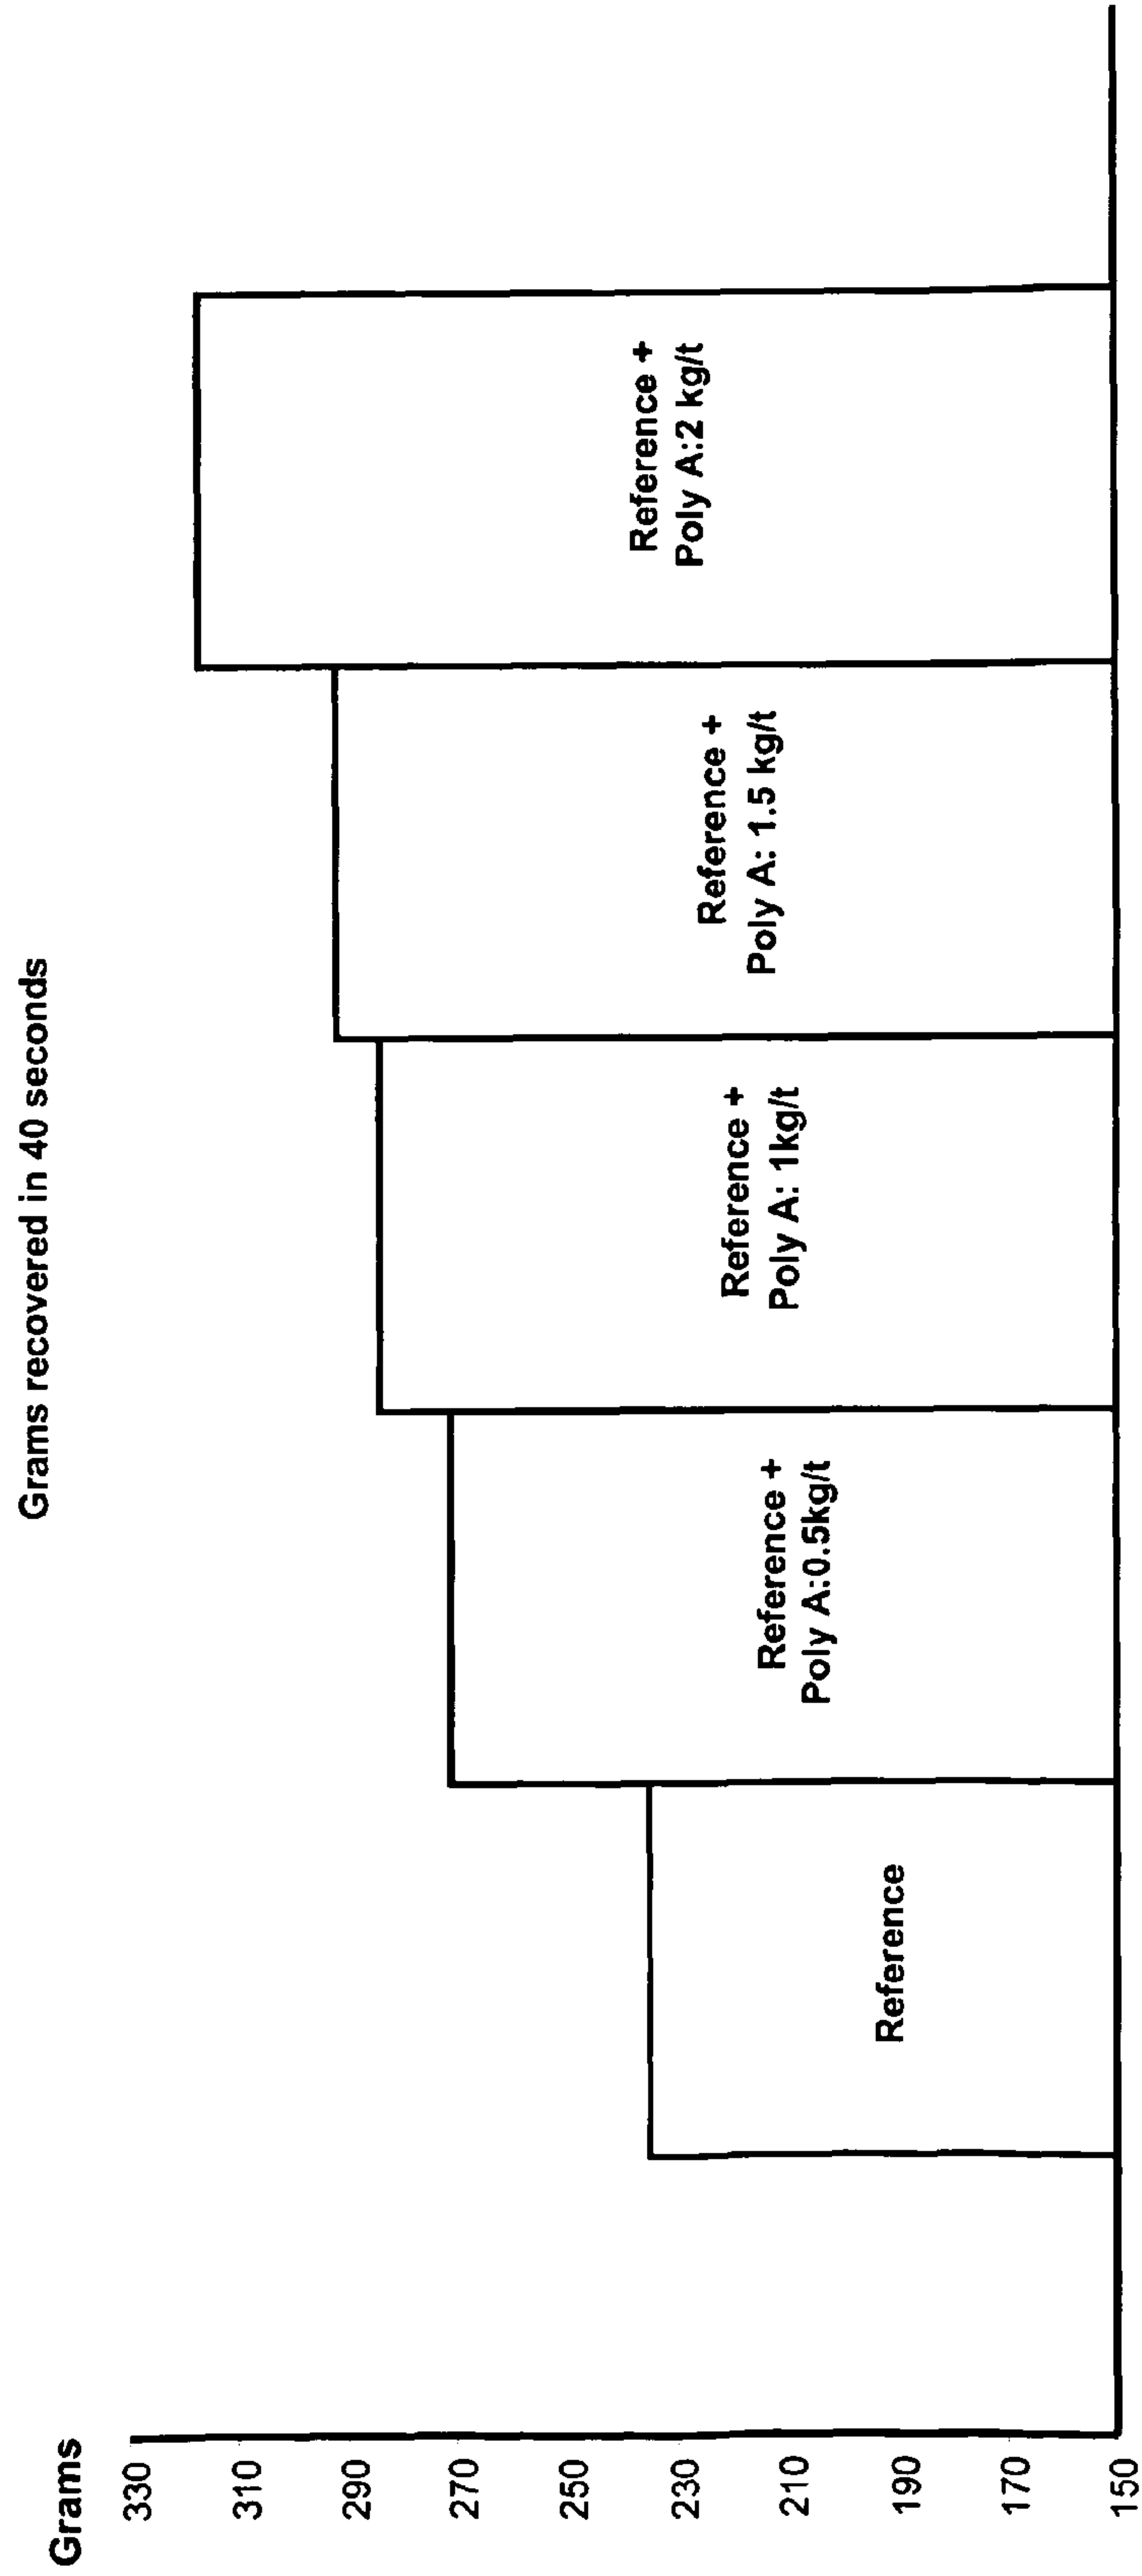 Grams recovered in 40 seconds
Grams
330
310
290
270
250
230
210
190
170
150
Reference
Reference +
Poly A:0.5kg/t
Reference +
Poly A: 1kg/t
Reference +
Poly A: 1.5 kg/t
Reference +
Poly A:2 kg/t